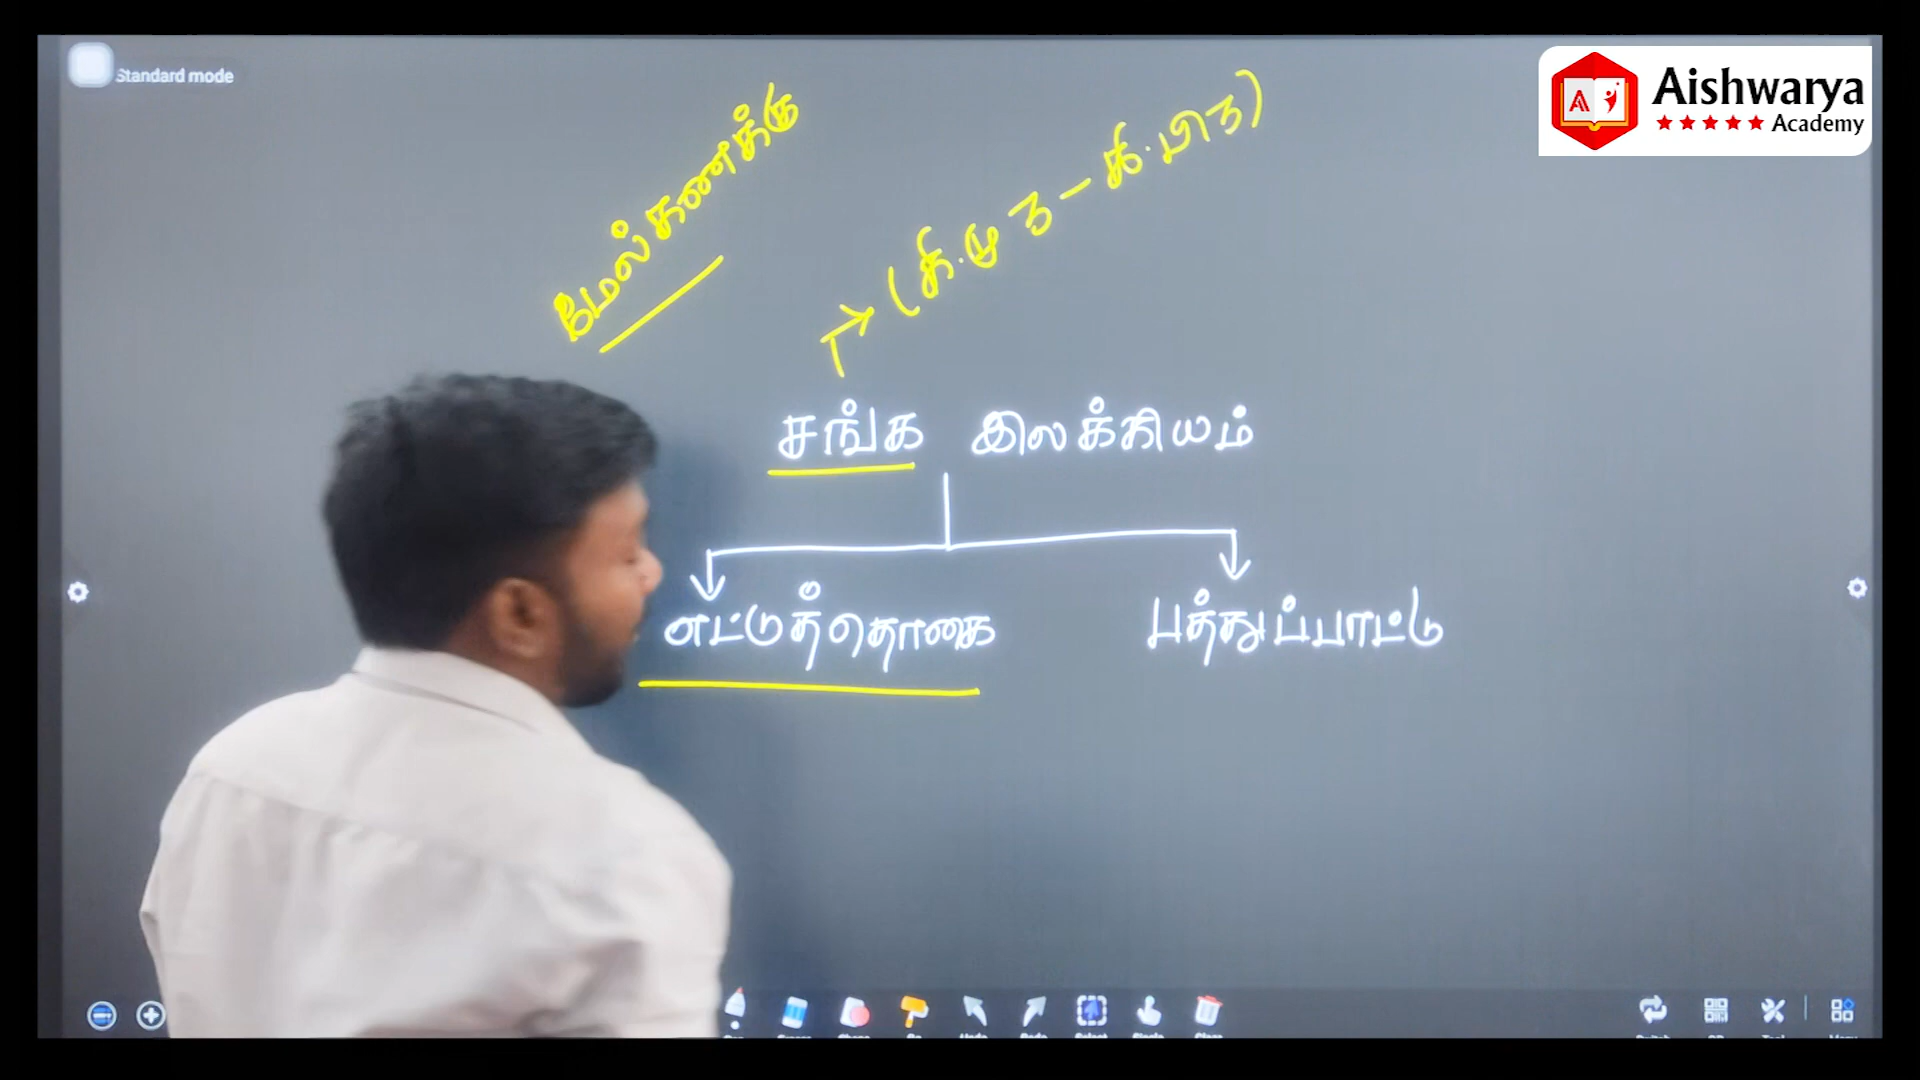 Standard mode
Aishwarya
Academy
மேல்கணக்கு
(கி.மு 3 - கி.பி 3)
சங்க இலக்கியம்
எட்டுத்தொகை
பத்துப்பாட்டு